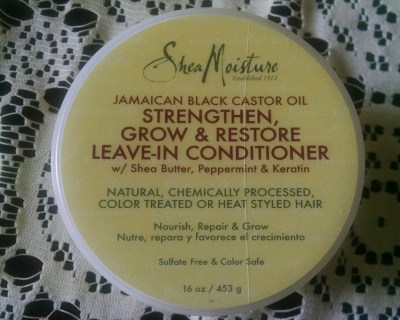 SheaMoisture
Established 1912
JAMAICAN BLACK CASTOR OIL
STRENGTHEN,
GROW & RESTORE
LEAVE-IN CONDITIONER
w/ Shea Butter, Peppermint & Keratin
NATURAL, CHEMICALLY PROCESSED,
COLOR TREATED OR HEAT STYLED HAIR
Nourish, Repair & Grow
Nutre, repara y favorece el crecimiento
Sulfate Free & Color Safe
16 oz / 453 g